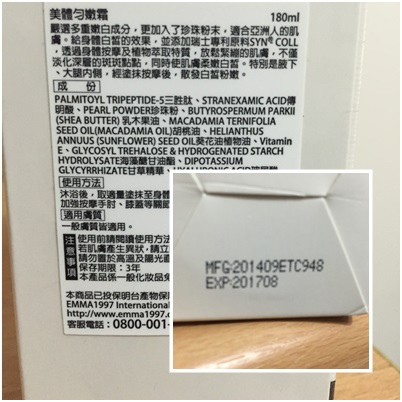 美體勻嫩霜 180ml
嚴選多重嫩白成分，更加入了珍珠粉末，適合亞洲人的肌
膚。給身體白皙的效果，並添加瑞士專利原料SYN® COLL
，透過身體按摩及植物萃取特質，放鬆緊繃的肌膚，不僅
淡化深層的斑斑點點，同時使肌膚柔嫩白皙。特別是腋下
、大腿內側，經塗抹按摩後，散發白皙粉嫩。
成 份
PALMITOYL TRIPEPTIDE-5三胜肽、STRANEXAMIC ACID傳
明酸、PEARL POWDER珍珠粉、BUTYROSPERMUM PARKII
(SHEA BUTTER) 乳木果油、MACADAMIA TERNIFOLIA
SEED OIL(MACADAMIA OIL)胡桃油、HELIANTHUS
ANNUUS (SUNFLOWER) SEED OIL葵花油植物油、Vitamin
E、GLYCOSYL TREHALOSE & HYDROGENATED STARCH
HYDROLYSATE海藻醣甘油酯、DIPOTASSIUM
GLYCYRRHIZATE甘草精華、
使用方法
沐浴後，取適量塗抹至身體
加強按摩手肘、膝蓋等關節
適用膚質
一般膚質皆適用。
注意事項
使用前請閱讀使用方法
若肌膚產生異狀，請立
請勿置於高溫及陽光
保存期限：3年
本產品係一般化妝品免
本商品已投保明台產物保
EMMA1997 International
http://www.emma1997.c
客服電話：0800-001-
MFG:201409ETC948
EXP:201708